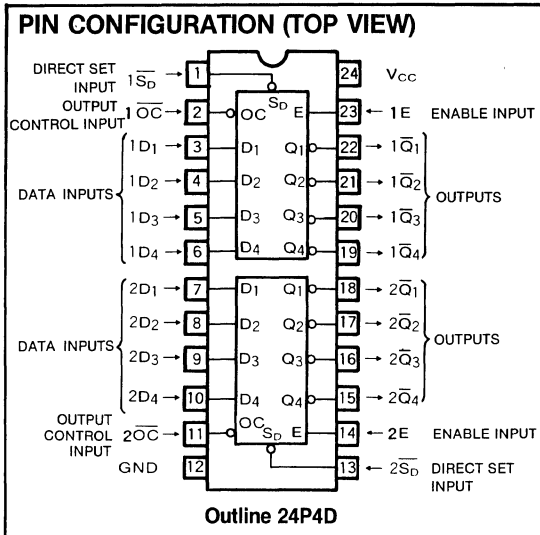 PIN CONFIGURATION (TOP VIEW)
DIRECT SET INPUT 1S̅D̅ → 1 24 VCC
OUTPUT CONTROL INPUT 1O̅C̅ → 2 OC SD E 23 ← 1E ENABLE INPUT
1D1 → 3 D1 Q1 22 → 1Q̅1
1D2 → 4 D2 Q2 21 → 1Q̅2
DATA INPUTS OUTPUTS
1D3 → 5 D3 Q3 20 → 1Q̅3
1D4 → 6 D4 Q4 19 → 1Q̅4
2D1 → 7 D1 Q1 18 → 2Q̅1
2D2 → 8 D2 Q2 17 → 2Q̅2
DATA INPUTS OUTPUTS
2D3 → 9 D3 Q3 16 → 2Q̅3
2D4 → 10 D4 Q4 15 → 2Q̅4
OUTPUT CONTROL INPUT 2O̅C̅ → 11 OC SD E 14 ← 2E ENABLE INPUT
GND 12 13 ← 2S̅D̅ DIRECT SET INPUT
Outline 24P4D